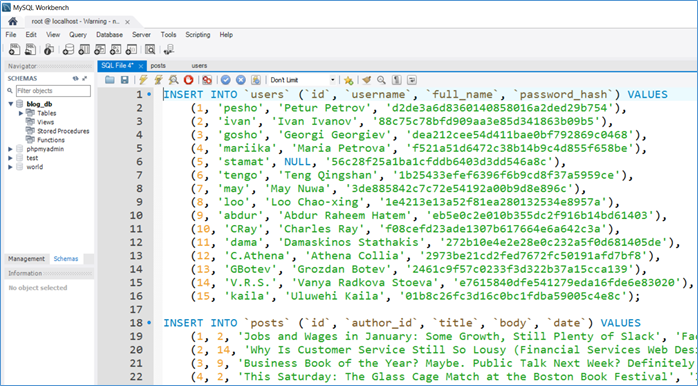 MySQL Workbench
root @ localhost - Warning - n...
File Edit View Query Database Server Tools Scripting Help
Navigator
SCHEMAS
Filter objects
blog_db
Tables
Views
Stored Procedures
Functions
phpmyadmin
test
world
Management Schemas
Information
No object selected
SQL File 4* posts users
Don't Limit
1 INSERT INTO `users` (`id`, `username`, `full_name`, `password_hash`) VALUES
2 (1, 'pesho', 'Petur Petrov', 'd2de3a6d8360140858016a2ded29b754'),
3 (2, 'ivan', 'Ivan Ivanov', '88c75c78bfd909aa3e85d341863b09b5'),
4 (3, 'gosho', 'Georgi Georgiev', 'dea212cee54d411bae0bf792869c0468'),
5 (4, 'mariika', 'Maria Petrova', 'f521a51d6472c38b14b9c4d855f658be'),
6 (5, 'stamat', NULL, '56c28f25a1ba1cfddb6403d3dd546a8c'),
7 (6, 'tengo', 'Teng Qingshan', '1b25433efef6396f6b9cd8f37a5959ce'),
8 (7, 'may', 'May Nuwa', '3de885842c7c72e54192a00b9d8e896c'),
9 (8, 'loo', 'Loo Chao-xing', '1e4213e13a52f81ea280132534e8957a'),
10 (9, 'abdur', 'Abdur Raheem Hatem', 'eb5e0c2e010b355dc2f916b14bd61403'),
11 (10, 'CRay', 'Charles Ray', 'f08cefd23ade1307b617664e6a642c3a'),
12 (11, 'dama', 'Damaskinos Stathakis', '272b10e4e2e28e0c232a5f0d681405de'),
13 (12, 'C.Athena', 'Athena Collia', '2973be21cd2fed7672fc50191afd7bf8'),
14 (13, 'GBotev', 'Grozdan Botev', '2461c9f57c0233f3d322b37a15cca139'),
15 (14, 'V.R.S.', 'Vanya Radkova Stoeva', 'e7615840dfe541279eda16fde6e83020'),
16 (15, 'kaila', 'Uluwehi Kaila', '01b8c26fc3d16c0bc1fdba59005c4e8c');
17
18 INSERT INTO `posts` (`id`, `author_id`, `title`, `body`, `date`) VALUES
19 (1, 2, 'Jobs and Wages in January: Some Growth, Still Plenty of Slack', 'Fac
20 (2, 14, 'Why Is Customer Service Still So Lousy (Financial Services Web Des
21 (3, 9, 'Business Book of the Year? Maybe. Public Talk Next Week? Definitely
22 (4, 2, 'This Saturday: The Glass Cage Match at the Boston Book Festival',